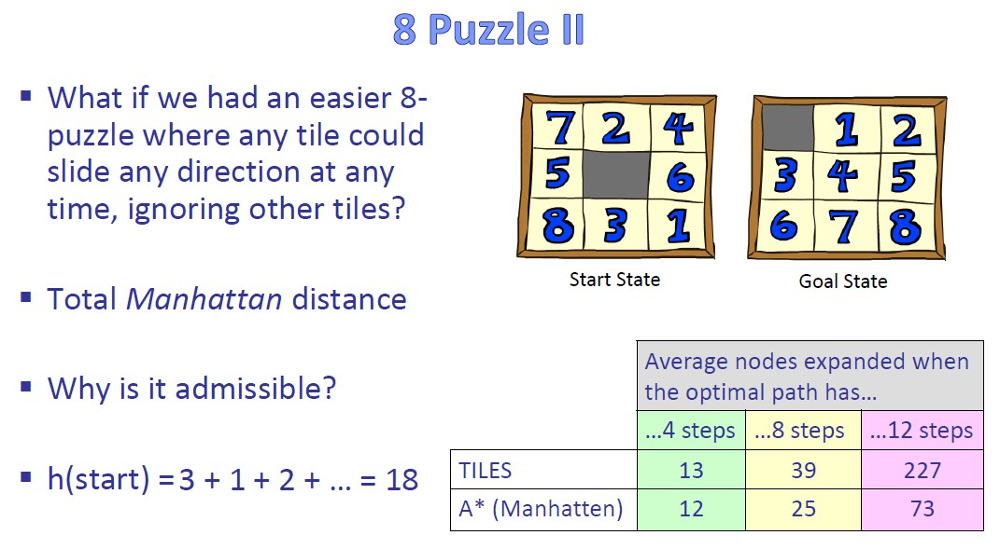 8 Puzzle II
▪ What if we had an easier 8-
puzzle where any tile could
slide any direction at any
time, ignoring other tiles?
▪ Total Manhattan distance
▪ Why is it admissible?
▪ h(start) = 3 + 1 + 2 + ... = 18
7 2 4
5 6
8 3 1
Start State
1 2
3 4 5
6 7 8
Goal State
Average nodes expanded when
the optimal path has...
...4 steps ...8 steps ...12 steps
TILES 13 39 227
A* (Manhatten) 12 25 73